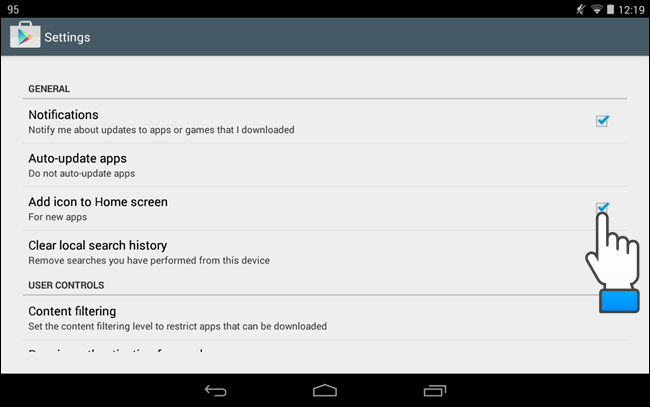 95 12:19
Settings
GENERAL
Notifications
Notify me about updates to apps or games that I downloaded
Auto-update apps
Do not auto-update apps
Add icon to Home screen
For new apps
Clear local search history
Remove searches you have performed from this device
USER CONTROLS
Content filtering
Set the content filtering level to restrict apps that can be downloaded